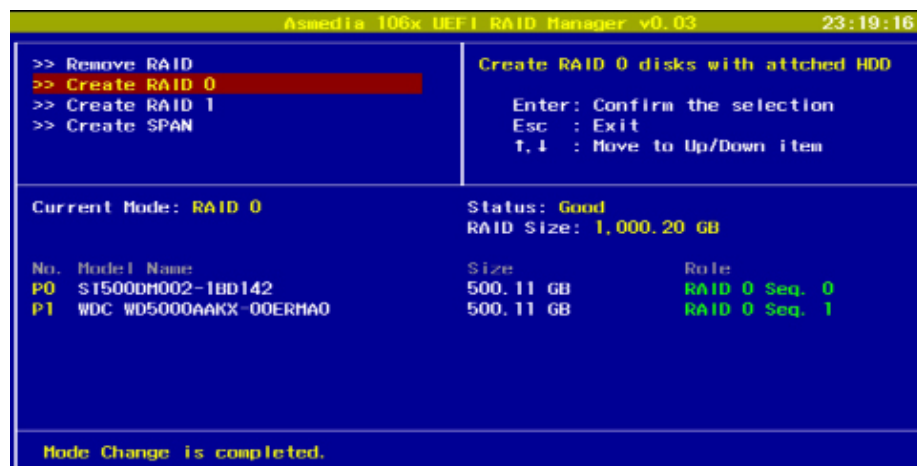 Asmedia 106x UEFI RAID Manager v0.03 23:19:16
>> Remove RAID
>> Create RAID 0
>> Create RAID 1
>> Create SPAN
Create RAID 0 disks with attched HDD
Enter: Confirm the selection
Esc : Exit
↑,↓ : Move to Up/Down item
Current Mode: RAID 0
Status: Good
RAID Size: 1,000.20 GB
No. Model Name Size Role
P0 ST500DM002-1BD142 500.11 GB RAID 0 Seq. 0
P1 WDC WD5000AAKX-00ERMA0 500.11 GB RAID 0 Seq. 1
Mode Change is completed.